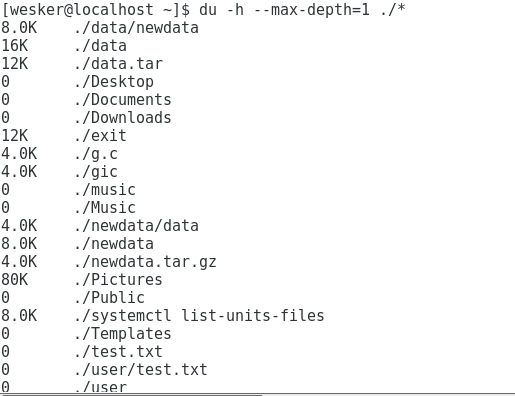 [wesker@localhost ~]$ du -h --max-depth=1 ./*
8.0K    ./data/newdata
16K     ./data
12K     ./data.tar
0       ./Desktop
0       ./Documents
0       ./Downloads
12K     ./exit
4.0K    ./g.c
4.0K    ./gic
0       ./music
0       ./Music
4.0K    ./newdata/data
8.0K    ./newdata
4.0K    ./newdata.tar.gz
80K     ./Pictures
0       ./Public
8.0K    ./systemctl list-units-files
0       ./Templates
0       ./test.txt
0       ./user/test.txt
0       ./user